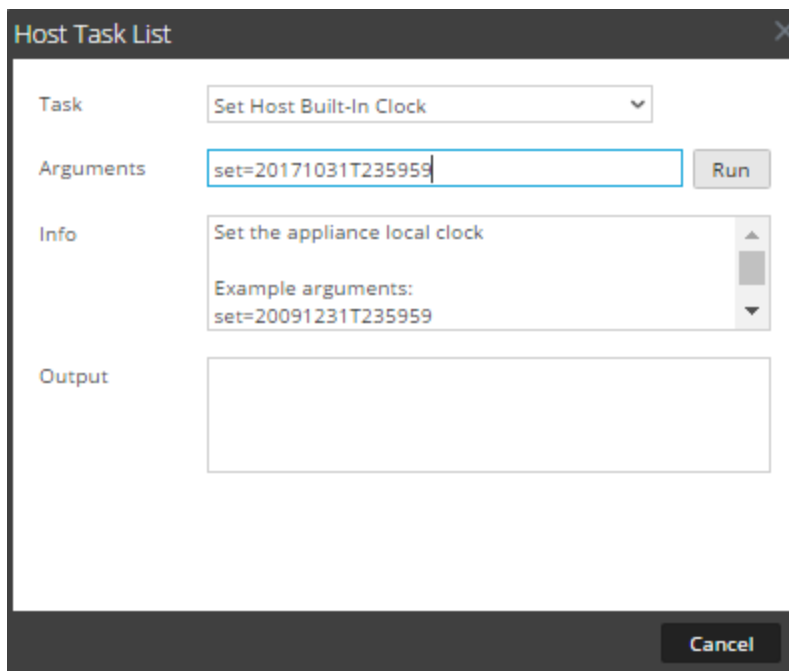 Host Task List
Task
Set Host Built-In Clock
Arguments
set=20171031T235959
Run
Info
Set the appliance local clock
Example arguments:
set=20091231T235959
Output
Cancel